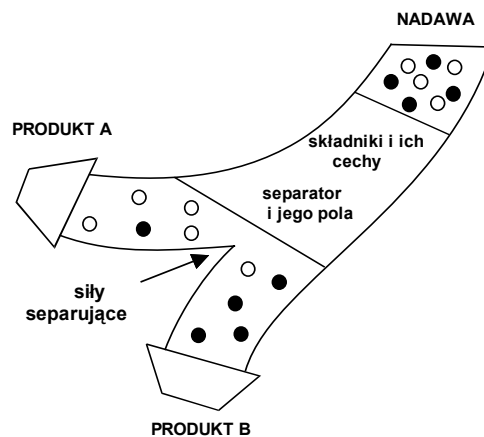 NADAWA
składniki i ich
cechy
PRODUKT A
separator
i jego pola
siły
separujące
PRODUKT B